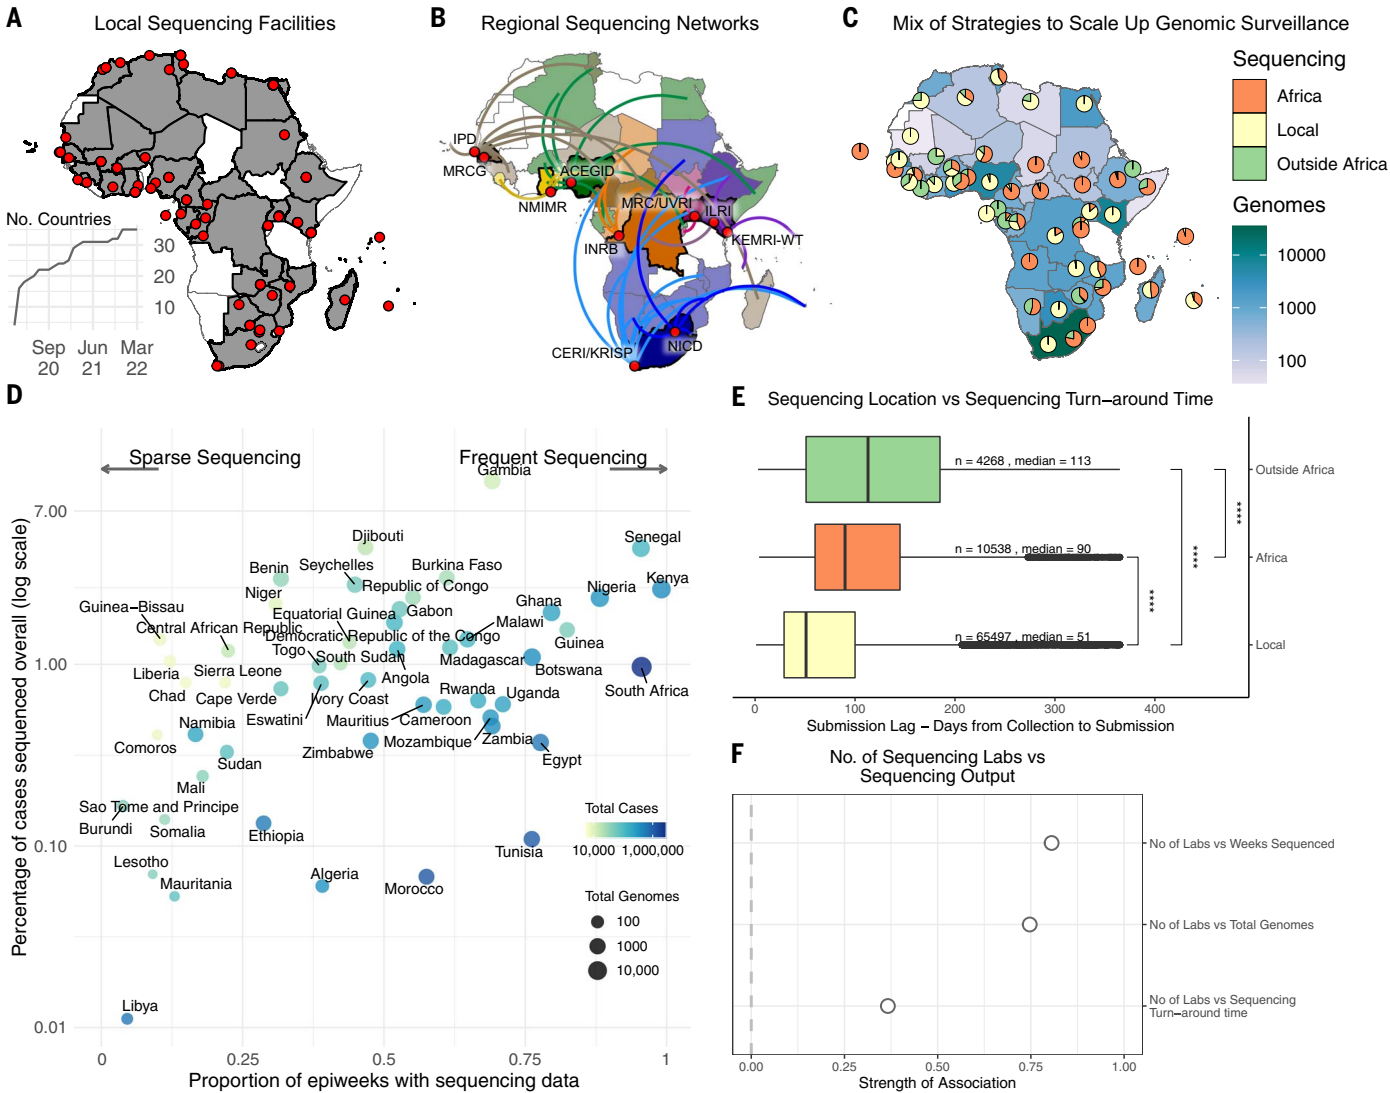 A Local Sequencing Facilities
No. Countries
30
20
10
Sep Jun Mar
20 21 22
B Regional Sequencing Networks
IPD
MRCG
ACEGID
NMIMR
MRC/UVRI
ILRI
INRB
KEMRI-WT
CERI/KRISP
NICD
C Mix of Strategies to Scale Up Genomic Surveillance
Sequencing
Africa
Local
Outside Africa
Genomes
10000
1000
100
D
Sparse Sequencing
Frequent Sequencing
Gambia
7.00
Djibouti
Senegal
Benin
Seychelles
Burkina Faso
Kenya
Niger
Republic of Congo
Nigeria
Guinea−Bissau
Equatorial Guinea
Gabon
Ghana
Central African Republic
Democratic Republic of the Congo
Malawi
Guinea
Togo
South Sudan
Madagascar
1.00
Liberia
Sierra Leone
Angola
Botswana
Chad
Cape Verde
Ivory Coast
Rwanda
Uganda
South Africa
Namibia
Eswatini
Mauritius
Cameroon
Comoros
Zimbabwe
Mozambique
Zambia
Sudan
Egypt
Mali
Sao Tome and Principe
Burundi
Somalia
Ethiopia
0.10
Tunisia
Lesotho
Mauritania
Algeria
Morocco
Libya
0.01
0 0.25 0.5 0.75 1
Proportion of epiweeks with sequencing data
Percentage of cases sequenced overall (log scale)
Total Cases
10,000 1,000,000
Total Genomes
100
1000
10,000
E Sequencing Location vs Sequencing Turn−around Time
n = 4268 , median = 113
Outside Africa
n = 10538 , median = 90
Africa
n = 65497 , median = 51
Local
****
****
****
0 100 200 300 400
Submission Lag − Days from Collection to Submission
F No. of Sequencing Labs vs
Sequencing Output
No of Labs vs Weeks Sequenced
No of Labs vs Total Genomes
No of Labs vs Sequencing
Turn−around time
0.00 0.25 0.50 0.75 1.00
Strength of Association